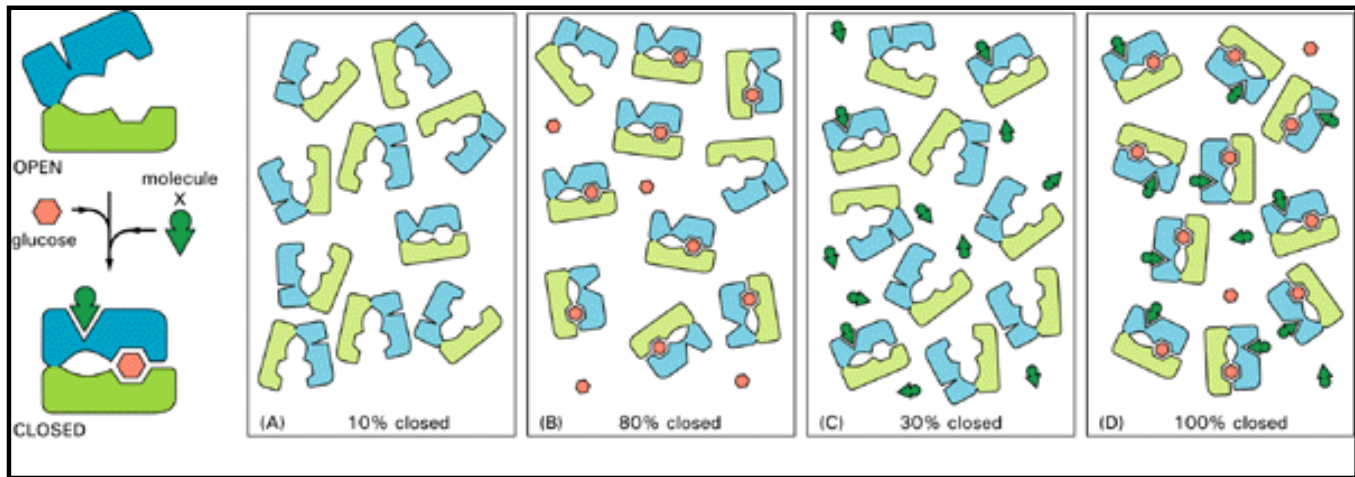 OPEN
molecule
X
glucose
CLOSED
(A) 10% closed
(B) 80% closed
(C) 30% closed
(D) 100% closed